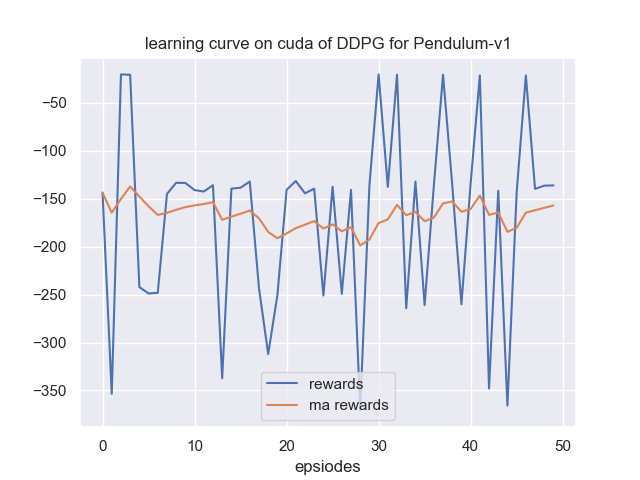 learning curve on cuda of DDPG for Pendulum-v1
−50
−100
−150
−200
−250
−300
−350
rewards
ma rewards
0 10 20 30 40 50
epsiodes